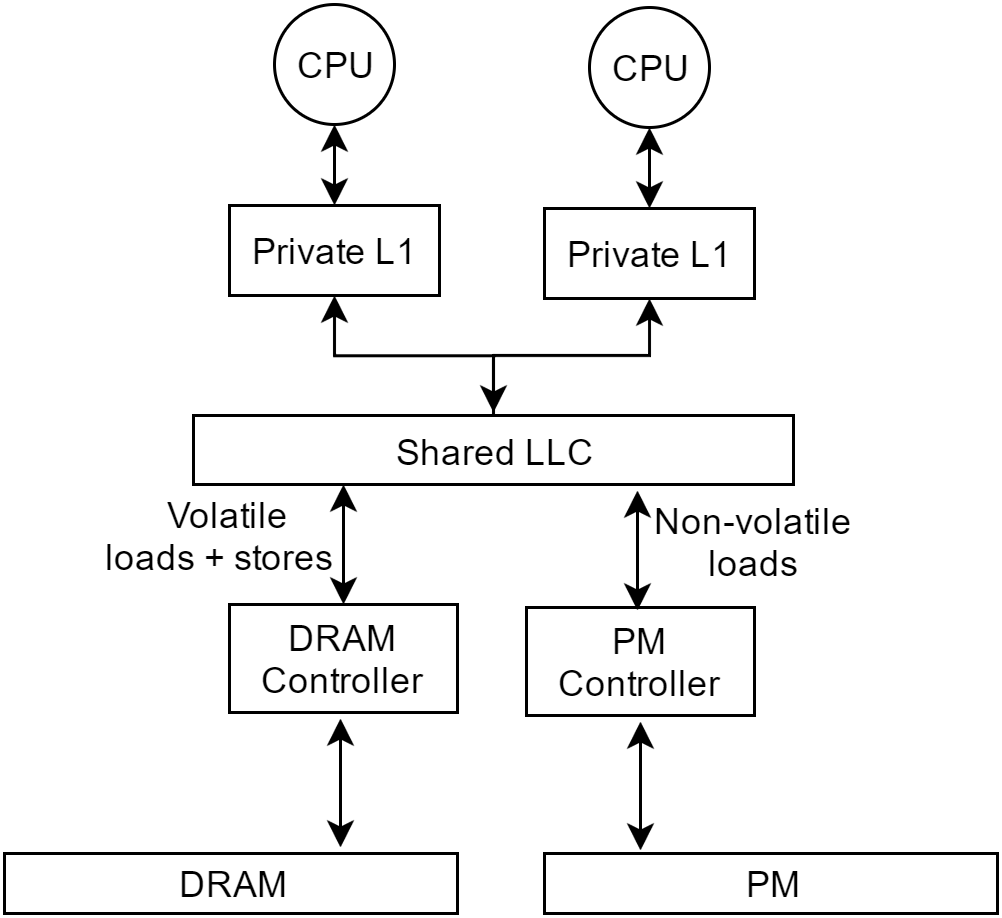 CPU
CPU
Private L1
Private L1
Shared LLC
Volatile
loads + stores
Non-volatile
loads
DRAM
Controller
PM
Controller
DRAM
PM